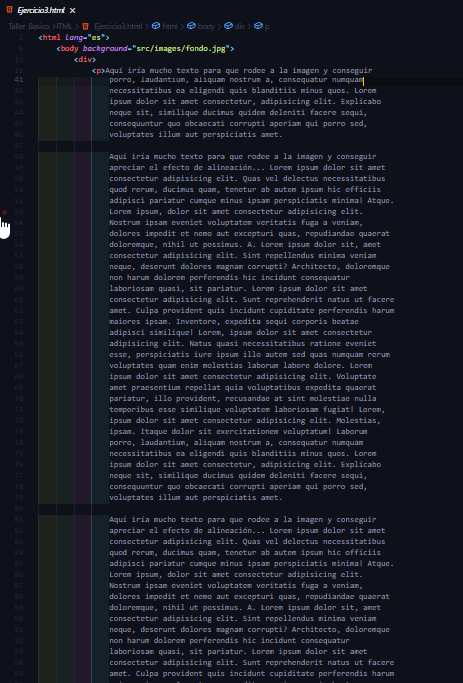 Ejercicio3.html ×
Taller_Basico_HTML > Ejercicio3.html > html > body > div > p
<html lang="es">
<body background="src/images/fondo.jpg">
<div>
<p>Aquí iría mucho texto para que rodee a la imagen y conseguir
41 porro, laudantium, aliquam nostrum a, consequatur numquam
necessitatibus ea eligendi quis blanditiis minus quos. Lorem
ipsum dolor sit amet consectetur, adipisicing elit. Explicabo
neque sit, similique ducimus quidem deleniti facere sequi,
consequuntur quo obcaecati corrupti aperiam qui porro sed,
voluptates illum aut perspiciatis amet.
Aquí iría mucho texto para que rodee a la imagen y conseguir
apreciar el efecto de alineación... Lorem ipsum dolor sit amet
consectetur adipisicing elit. Quas vel delectus necessitatibus
quod rerum, ducimus quam, tenetur ab autem ipsum hic officiis
adipisci pariatur cumque minus ipsam perspiciatis minima! Atque.
Lorem ipsum, dolor sit amet consectetur adipisicing elit.
Nostrum ipsam eveniet voluptatem veritatis fuga a veniam,
dolores impedit et nemo aut excepturi quas, repudiandae quaerat
doloremque, nihil ut possimus. A. Lorem ipsum dolor sit, amet
consectetur adipisicing elit. Sint repellendus minima veniam
neque, deserunt dolores magnam corrupti? Architecto, doloremque
non harum dolorem perferendis hic incidunt consequatur
laboriosam quasi, sit pariatur. Lorem ipsum dolor sit amet
consectetur adipisicing elit. Sunt reprehenderit natus ut facere
amet. Culpa provident quis incidunt cupiditate perferendis harum
maiores ipsam. Inventore, expedita sequi corporis beatae
adipisci similique! Lorem, ipsum dolor sit amet consectetur
adipisicing elit. Natus quasi necessitatibus ratione eveniet
esse, perspiciatis iure ipsum illo autem sed quas numquam rerum
voluptates quam enim molestias laborum labore dolore. Lorem
ipsum dolor sit amet consectetur adipisicing elit. Voluptate
amet praesentium repellat quia voluptatibus expedita quaerat
pariatur, illo provident, recusandae at sint molestiae nulla
temporibus esse similique voluptatem laboriosam fugiat! Lorem,
ipsum dolor sit amet consectetur adipisicing elit. Molestias,
ipsam. Itaque dolor sit exercitationem voluptatum! Laborum
porro, laudantium, aliquam nostrum a, consequatur numquam
necessitatibus ea eligendi quis blanditiis minus quos. Lorem
ipsum dolor sit amet consectetur, adipisicing elit. Explicabo
neque sit, similique ducimus quidem deleniti facere sequi,
consequuntur quo obcaecati corrupti aperiam qui porro sed,
voluptates illum aut perspiciatis amet.
Aquí iría mucho texto para que rodee a la imagen y conseguir
apreciar el efecto de alineación... Lorem ipsum dolor sit amet
consectetur adipisicing elit. Quas vel delectus necessitatibus
quod rerum, ducimus quam, tenetur ab autem ipsum hic officiis
adipisci pariatur cumque minus ipsam perspiciatis minima! Atque.
Lorem ipsum, dolor sit amet consectetur adipisicing elit.
Nostrum ipsam eveniet voluptatem veritatis fuga a veniam,
dolores impedit et nemo aut excepturi quas, repudiandae quaerat
doloremque, nihil ut possimus. A. Lorem ipsum dolor sit, amet
consectetur adipisicing elit. Sint repellendus minima veniam
neque, deserunt dolores magnam corrupti? Architecto, doloremque
non harum dolorem perferendis hic incidunt consequatur
laboriosam quasi, sit pariatur. Lorem ipsum dolor sit amet
consectetur adipisicing elit. Sunt reprehenderit natus ut facere
amet. Culpa provident quis incidunt cupiditate perferendis harum